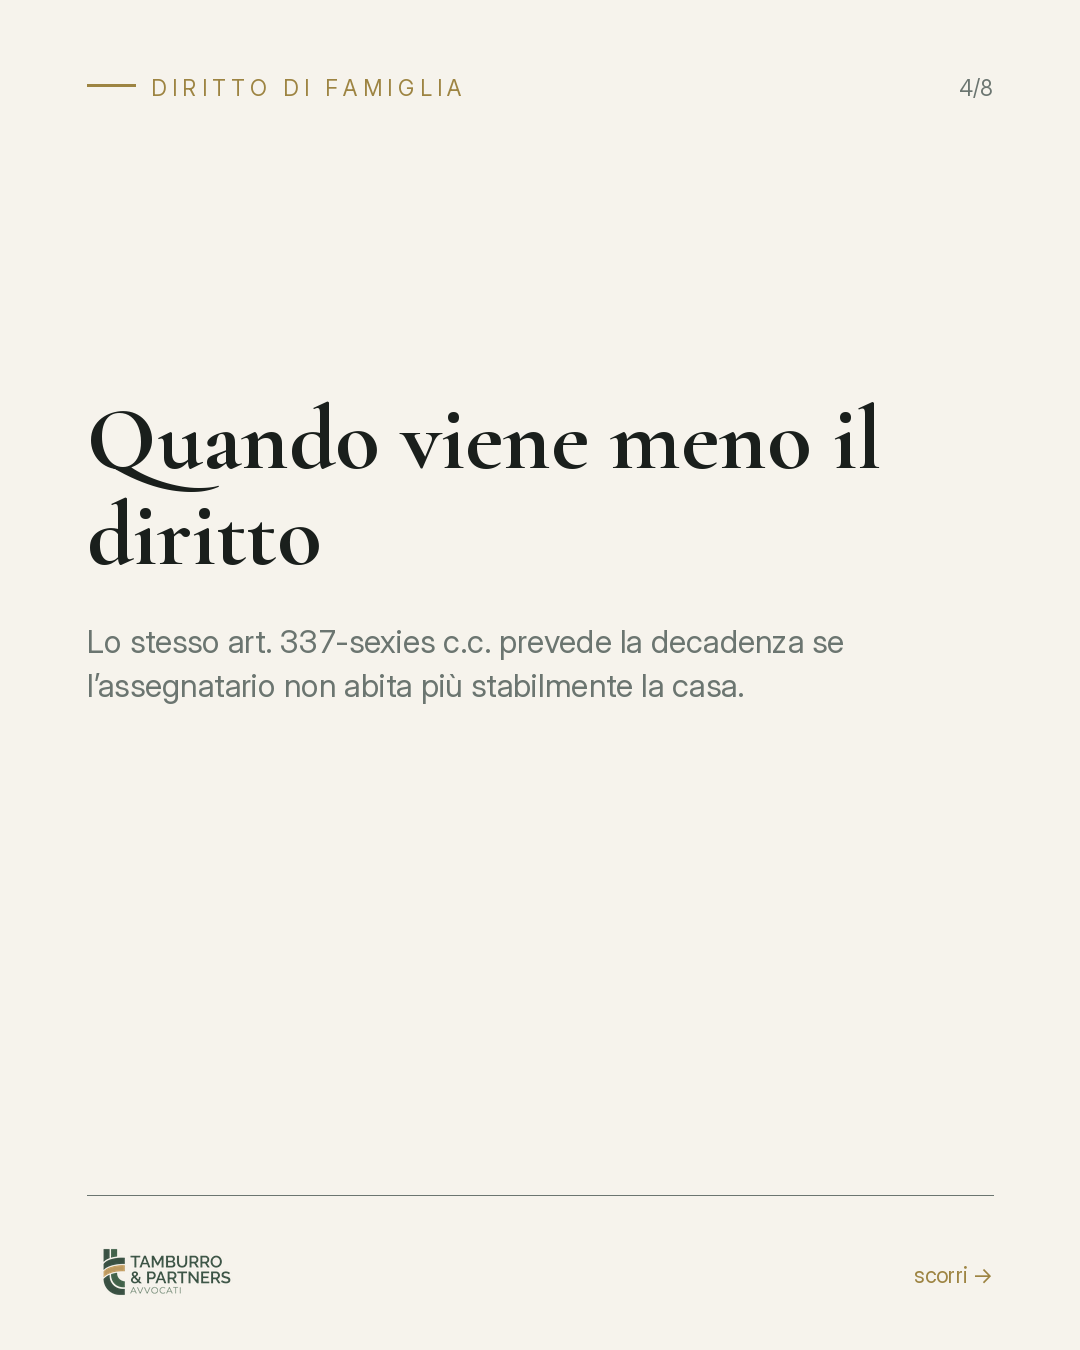 DIRITTO DI FAMIGLIA
4/8
Quando viene meno il
diritto
Lo stesso art. 337-sexies c.c. prevede la decadenza se
l’assegnatario non abita più stabilmente la casa.
TAMBURRO
& PARTNERS
AVVOCATI
scorri →